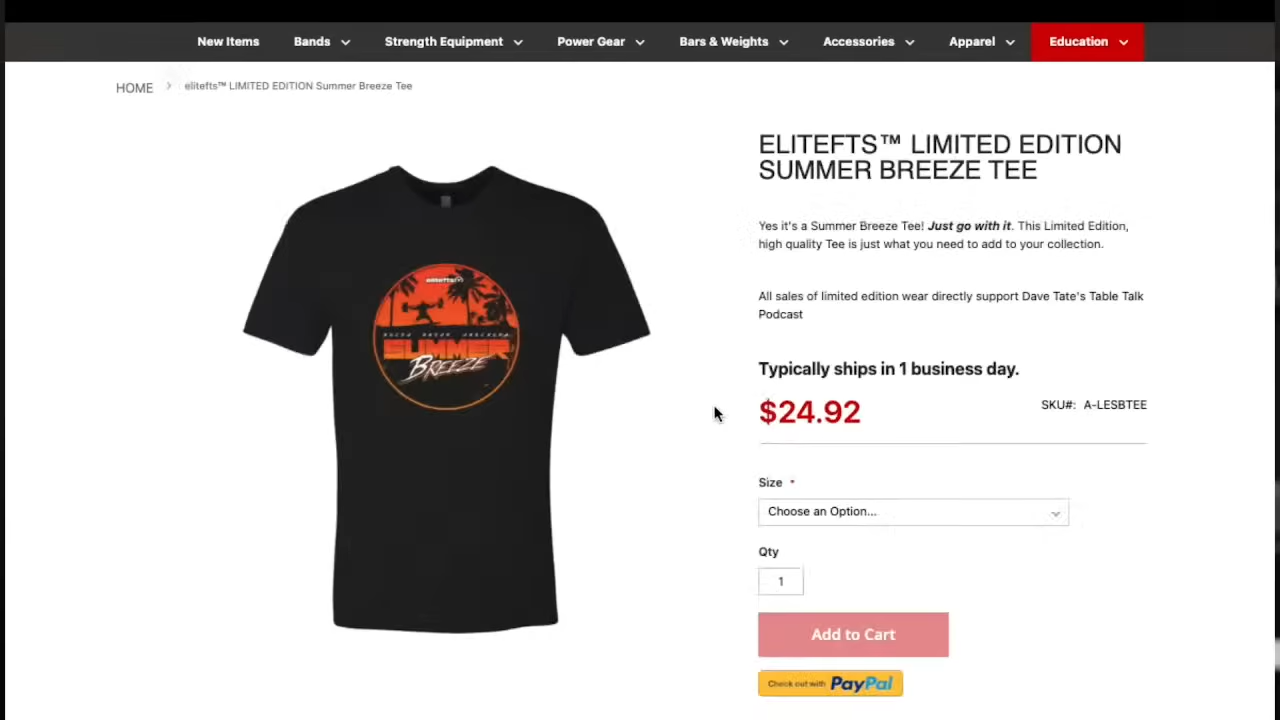 New Items Bands Strength Equipment Power Gear Bars & Weights Accessories Apparel Education
HOME elitefts™ LIMITED EDITION Summer Breeze Tee
ELITEFTS™ LIMITED EDITION
SUMMER BREEZE TEE
Yes it's a Summer Breeze Tee! Just go with it. This Limited Edition,
high quality Tee is just what you need to add to your collection.
All sales of limited edition wear directly support Dave Tate's Table Talk
Podcast
Typically ships in 1 business day.
$24.92
SKU#: A-LESBTEE
Size *
Choose an Option...
Qty
1
Add to Cart
Check out with PayPal
SUMMER
BREEZE